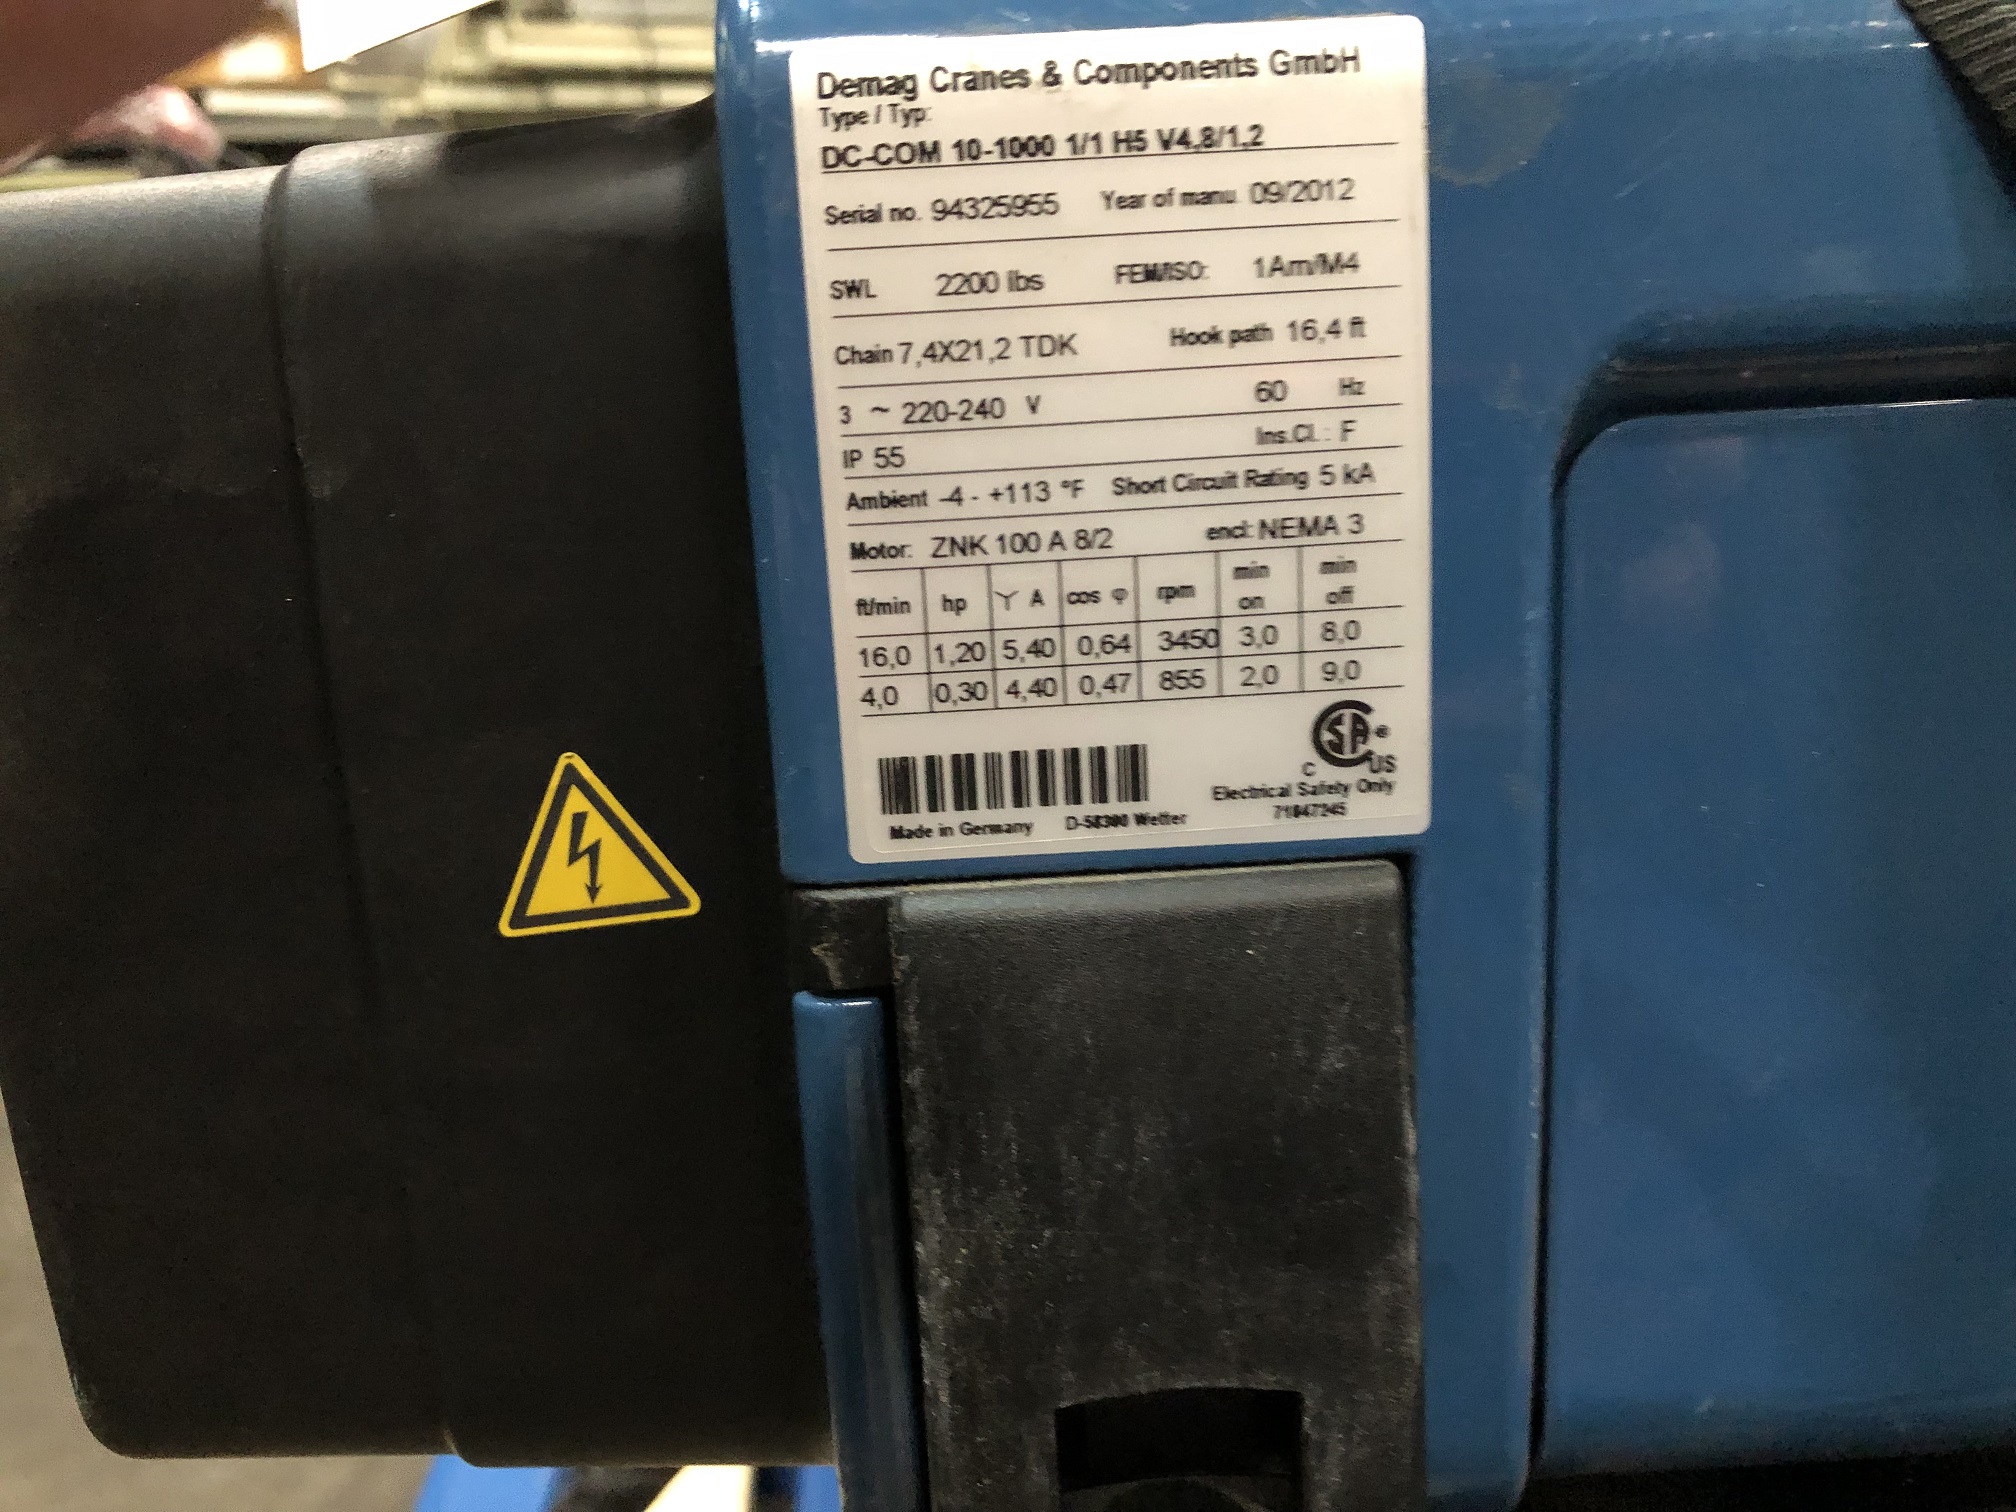 Demag Cranes & Components GmbH
Type / Typ:
DC-COM 10-1000 1/1 H5 V4,8/1,2
Serial no. 94325955 Year of manu. 09/2012
SWL 2200 lbs FEM/ISO: 1Am/M4
Chain 7,4X21,2 TDK Hook path 16,4 ft
3 ~ 220-240 V 60 Hz
IP 55 Ins.Cl.: F
Ambient -4 - +113 °F Short Circuit Rating 5 kA
Motor: ZNK 100 A 8/2 encl: NEMA 3
ft/min hp Y A cos φ rpm min on min off
16,0 1,20 5,40 0,64 3450 3,0 8,0
4,0 0,30 4,40 0,47 855 2,0 9,0
CSA ®
C US
Electrical Safety Only
71847245
Made in Germany D-58300 Wetter